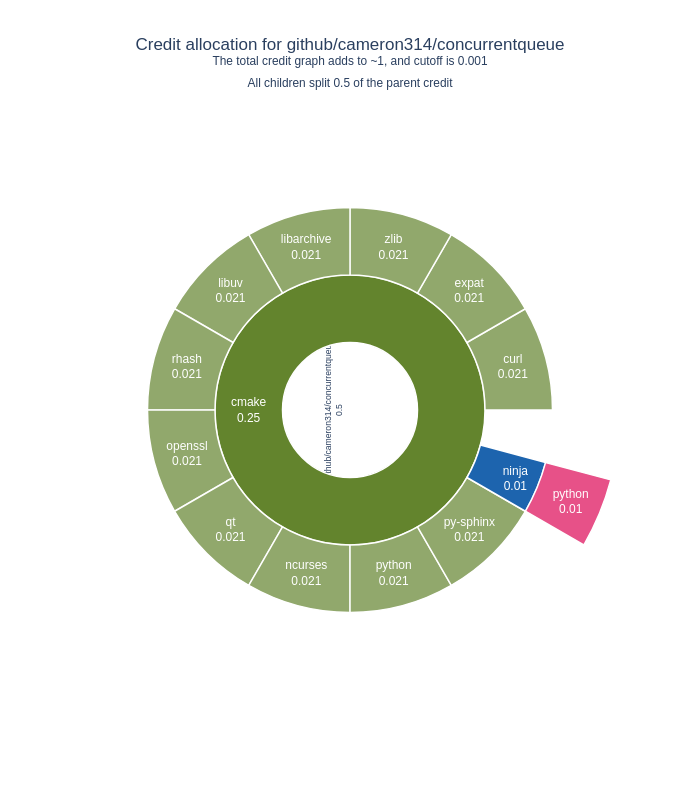 Credit allocation for github/cameron314/concurrentqueue
The total credit graph adds to ~1, and cutoff is 0.001
All children split 0.5 of the parent credit
libarchive
0.021
zlib
0.021
libuv
0.021
expat
0.021
rhash
0.021
curl
0.021
cmake
0.25
thub/cameron314/concurrentqueu
0.5
openssl
0.021
ninja
0.01
python
0.01
qt
0.021
py-sphinx
0.021
ncurses
0.021
python
0.021